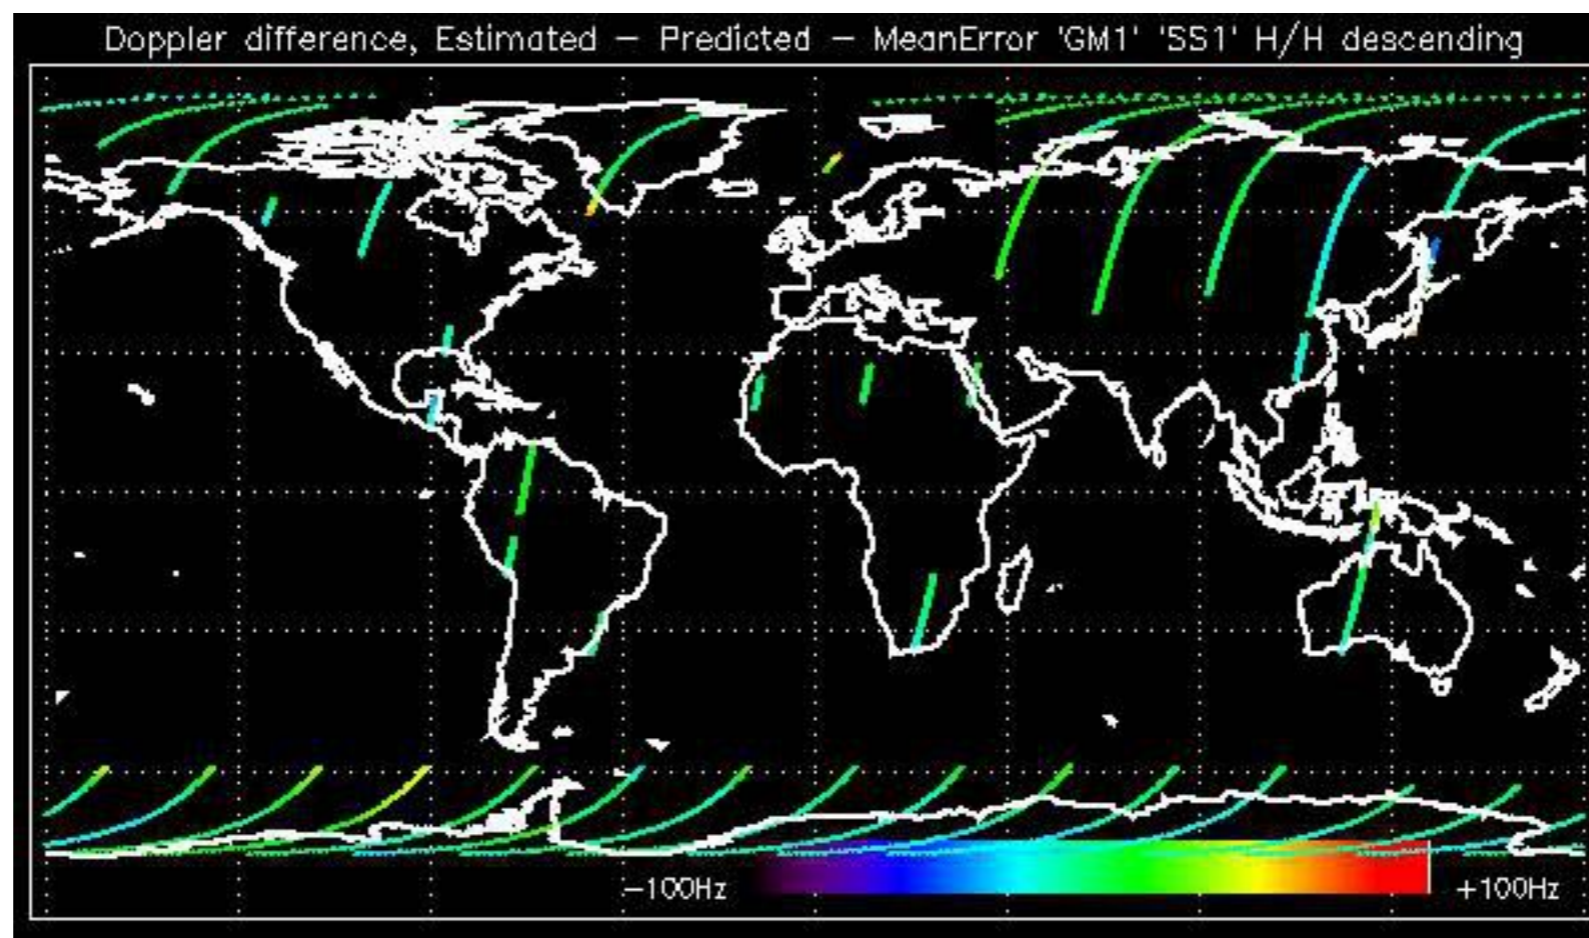 Doppler difference, Estimated – Predicted – MeanError 'GM1' 'SS1' H/H descending
–100Hz +100Hz